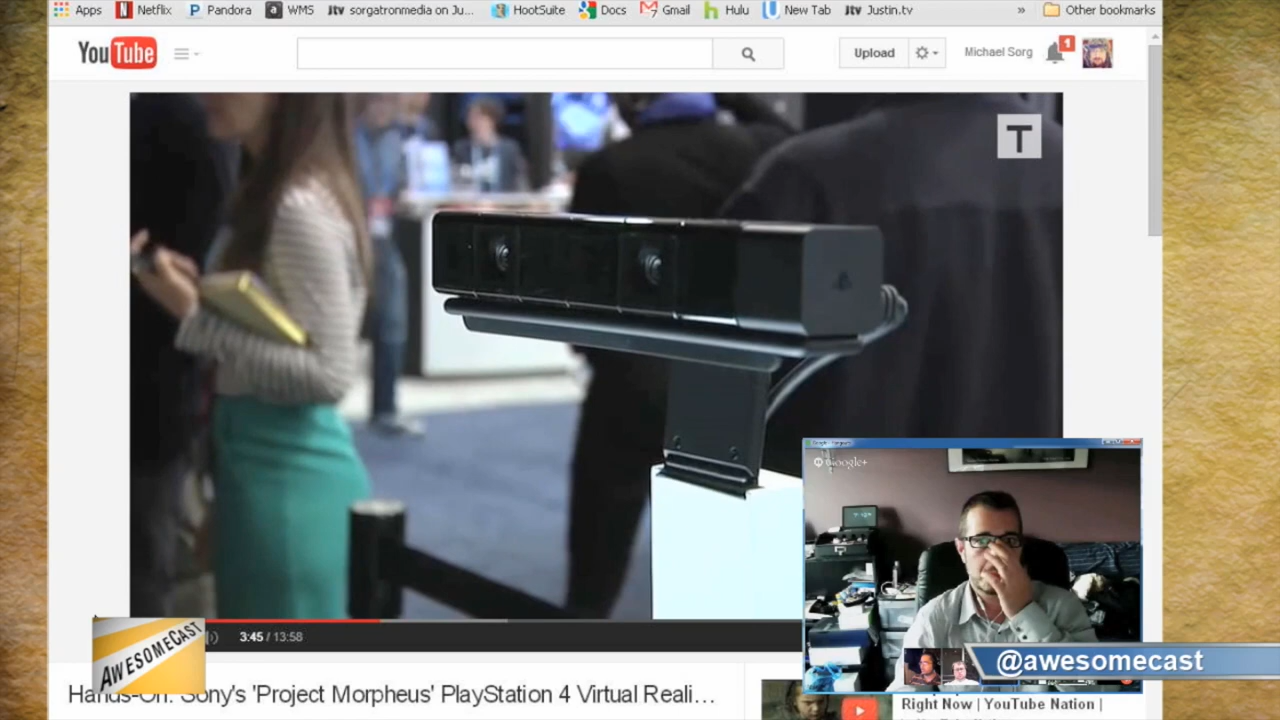 Apps Netflix Pandora WMS sorgatronmedia on Ju... HootSuite Docs Gmail Hulu New Tab Justin.tv » Other bookmarks
YouTube Upload Michael Sorg 1
T
Google+
AWESOMECAST
3:45 / 13:58
@awesomecast
Hands-On: Sony's 'Project Morpheus' PlayStation 4 Virtual Reali...
Right Now | YouTube Nation |